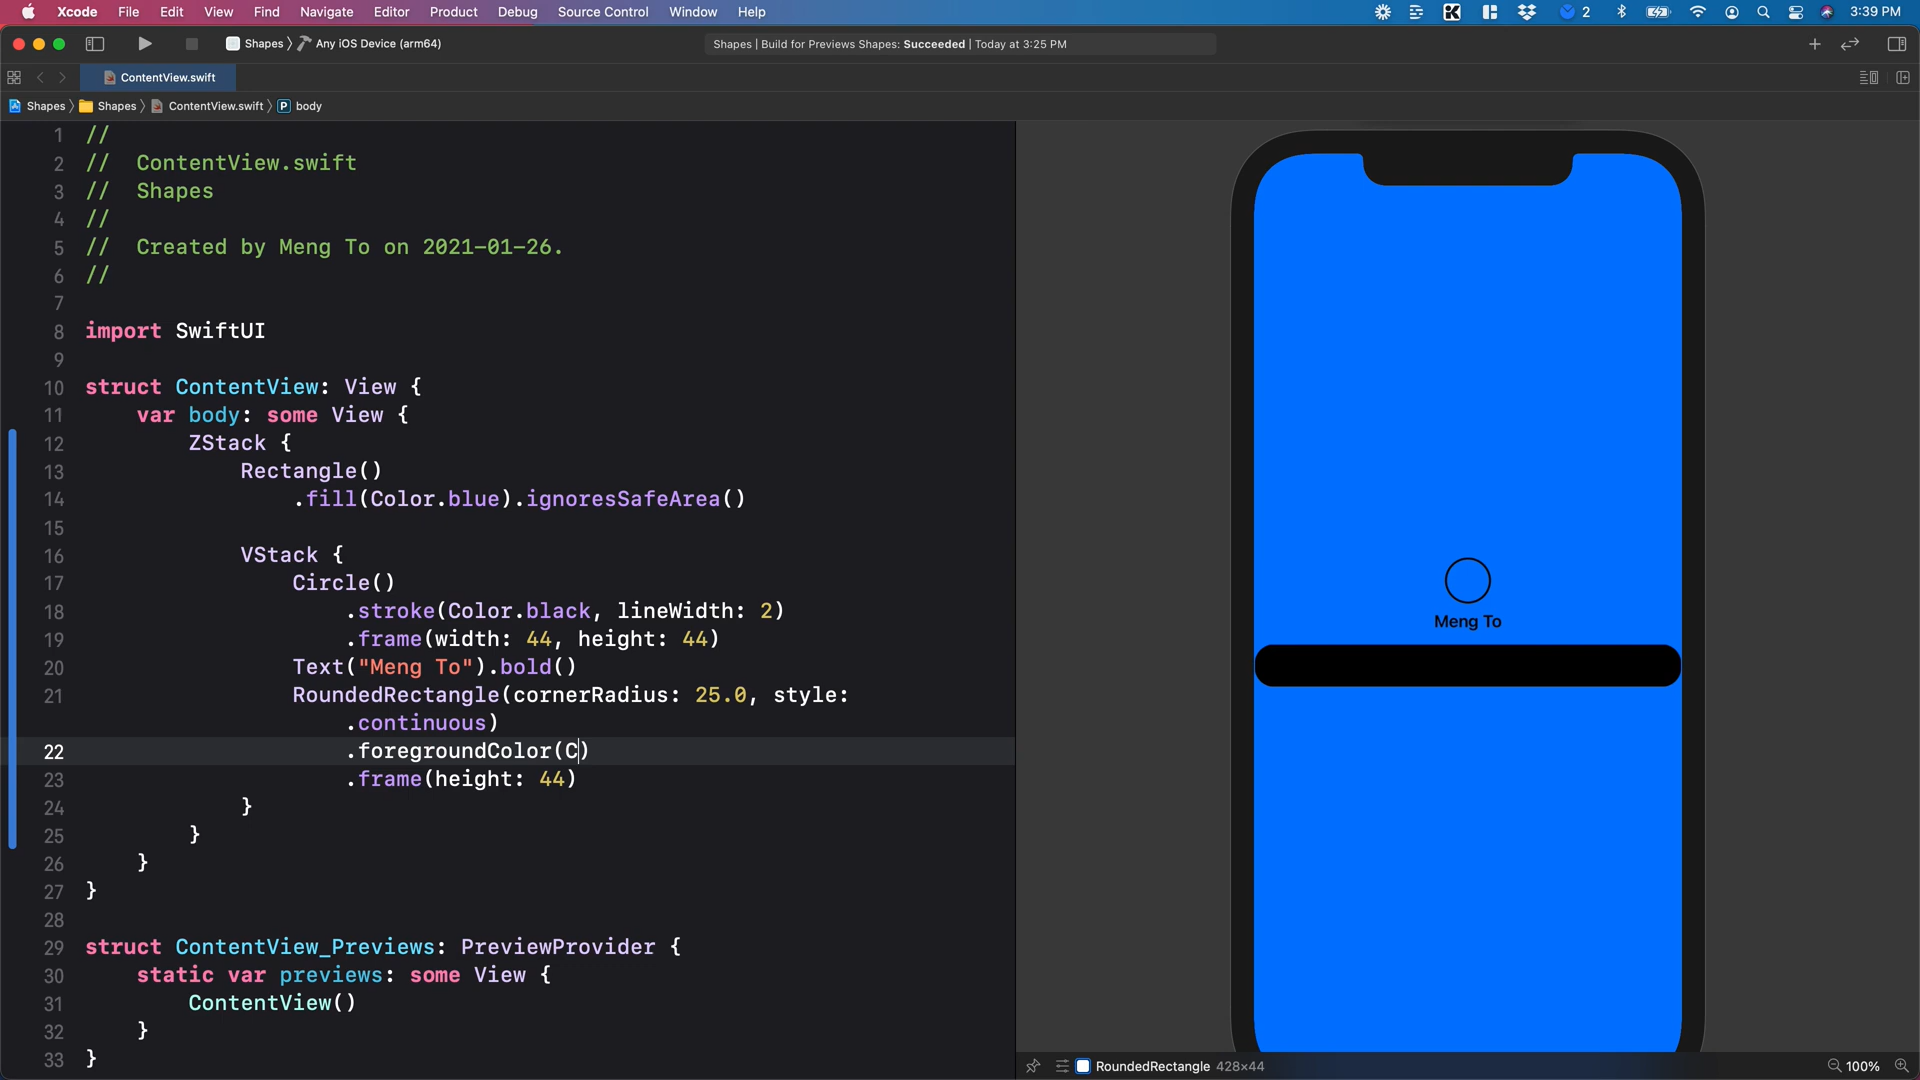 Xcode File Edit View Find Navigate Editor Product Debug Source Control Window Help 2 3:39 PM
Shapes Any iOS Device (arm64) Shapes | Build for Previews Shapes: Succeeded | Today at 3:25 PM
ContentView.swift
Shapes Shapes ContentView.swift P body
1 //
2 //  ContentView.swift
3 //  Shapes
4 //
5 //  Created by Meng To on 2021-01-26.
6 //
7
8 import SwiftUI
9
10 struct ContentView: View {
11     var body: some View {
12         ZStack {
13             Rectangle()
14                 .fill(Color.blue).ignoresSafeArea()
15
16             VStack {
17                 Circle()
18                     .stroke(Color.black, lineWidth: 2)
19                     .frame(width: 44, height: 44)
20                 Text("Meng To").bold()
21                 RoundedRectangle(cornerRadius: 25.0, style:
                    .continuous)
22                     .foregroundColor(C)
23                     .frame(height: 44)
24             }
25         }
26     }
27 }
28
29 struct ContentView_Previews: PreviewProvider {
30     static var previews: some View {
31         ContentView()
32     }
33 }
Meng To
RoundedRectangle 428×44 100%